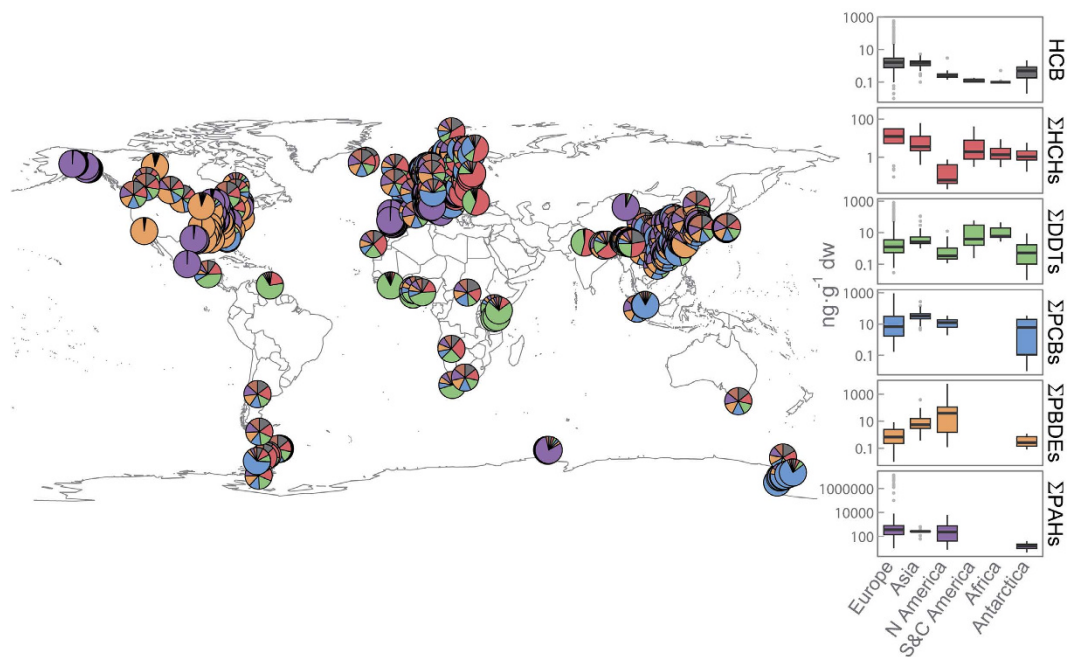 1000
10
0.1
HCB
100
1
ΣHCHs
1000
10
0.1
ΣDDTs
1000
10
0.1
ΣPCBs
1000
10
0.1
ΣPBDEs
1000000
10000
100
ΣPAHs
ng·g⁻¹ dw
Europe
Asia
N America
S&C America
Africa
Antarctica